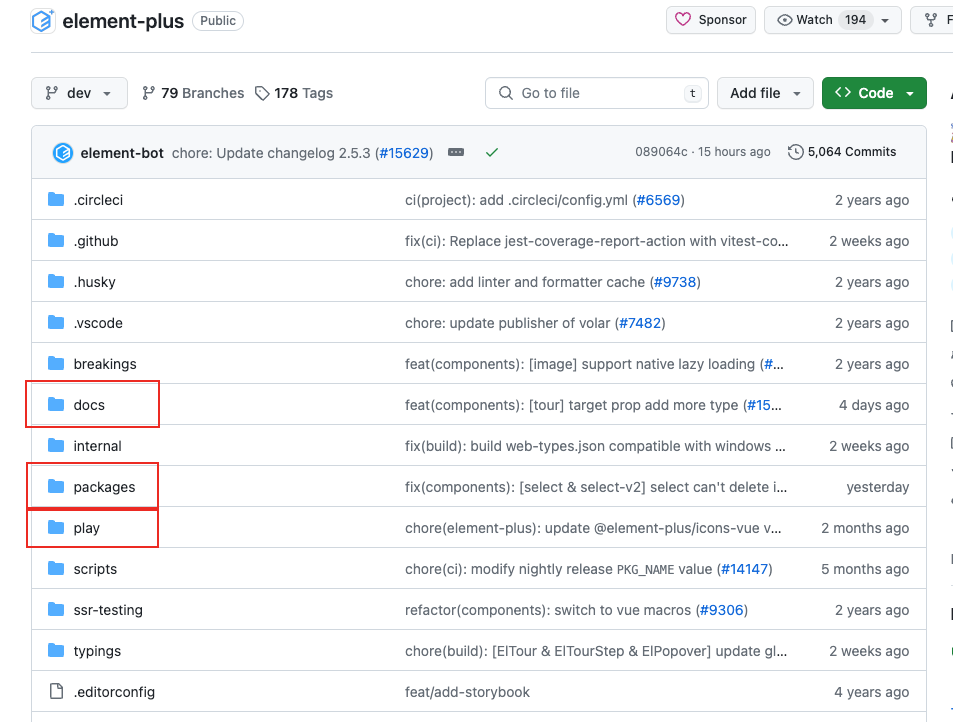 element-plus Public Sponsor Watch 194
dev 79 Branches 178 Tags Go to file t Add file Code
element-bot chore: Update changelog 2.5.3 (#15629) 089064c · 15 hours ago 5,064 Commits
.circleci ci(project): add .circleci/config.yml (#6569) 2 years ago
.github fix(ci): Replace jest-coverage-report-action with vitest-co... 2 weeks ago
.husky chore: add linter and formatter cache (#9738) 2 years ago
.vscode chore: update publisher of volar (#7482) 2 years ago
breakings feat(components): [image] support native lazy loading (#... 2 years ago
docs feat(components): [tour] target prop add more type (#15... 4 days ago
internal fix(build): build web-types.json compatible with windows ... 2 weeks ago
packages fix(components): [select & select-v2] select can't delete i... yesterday
play chore(element-plus): update @element-plus/icons-vue v... 2 months ago
scripts chore(ci): modify nightly release PKG_NAME value (#14147) 5 months ago
ssr-testing refactor(components): switch to vue macros (#9306) 2 years ago
typings chore(build): [ElTour & ElTourStep & ElPopover] update gl... 2 weeks ago
.editorconfig feat/add-storybook 4 years ago